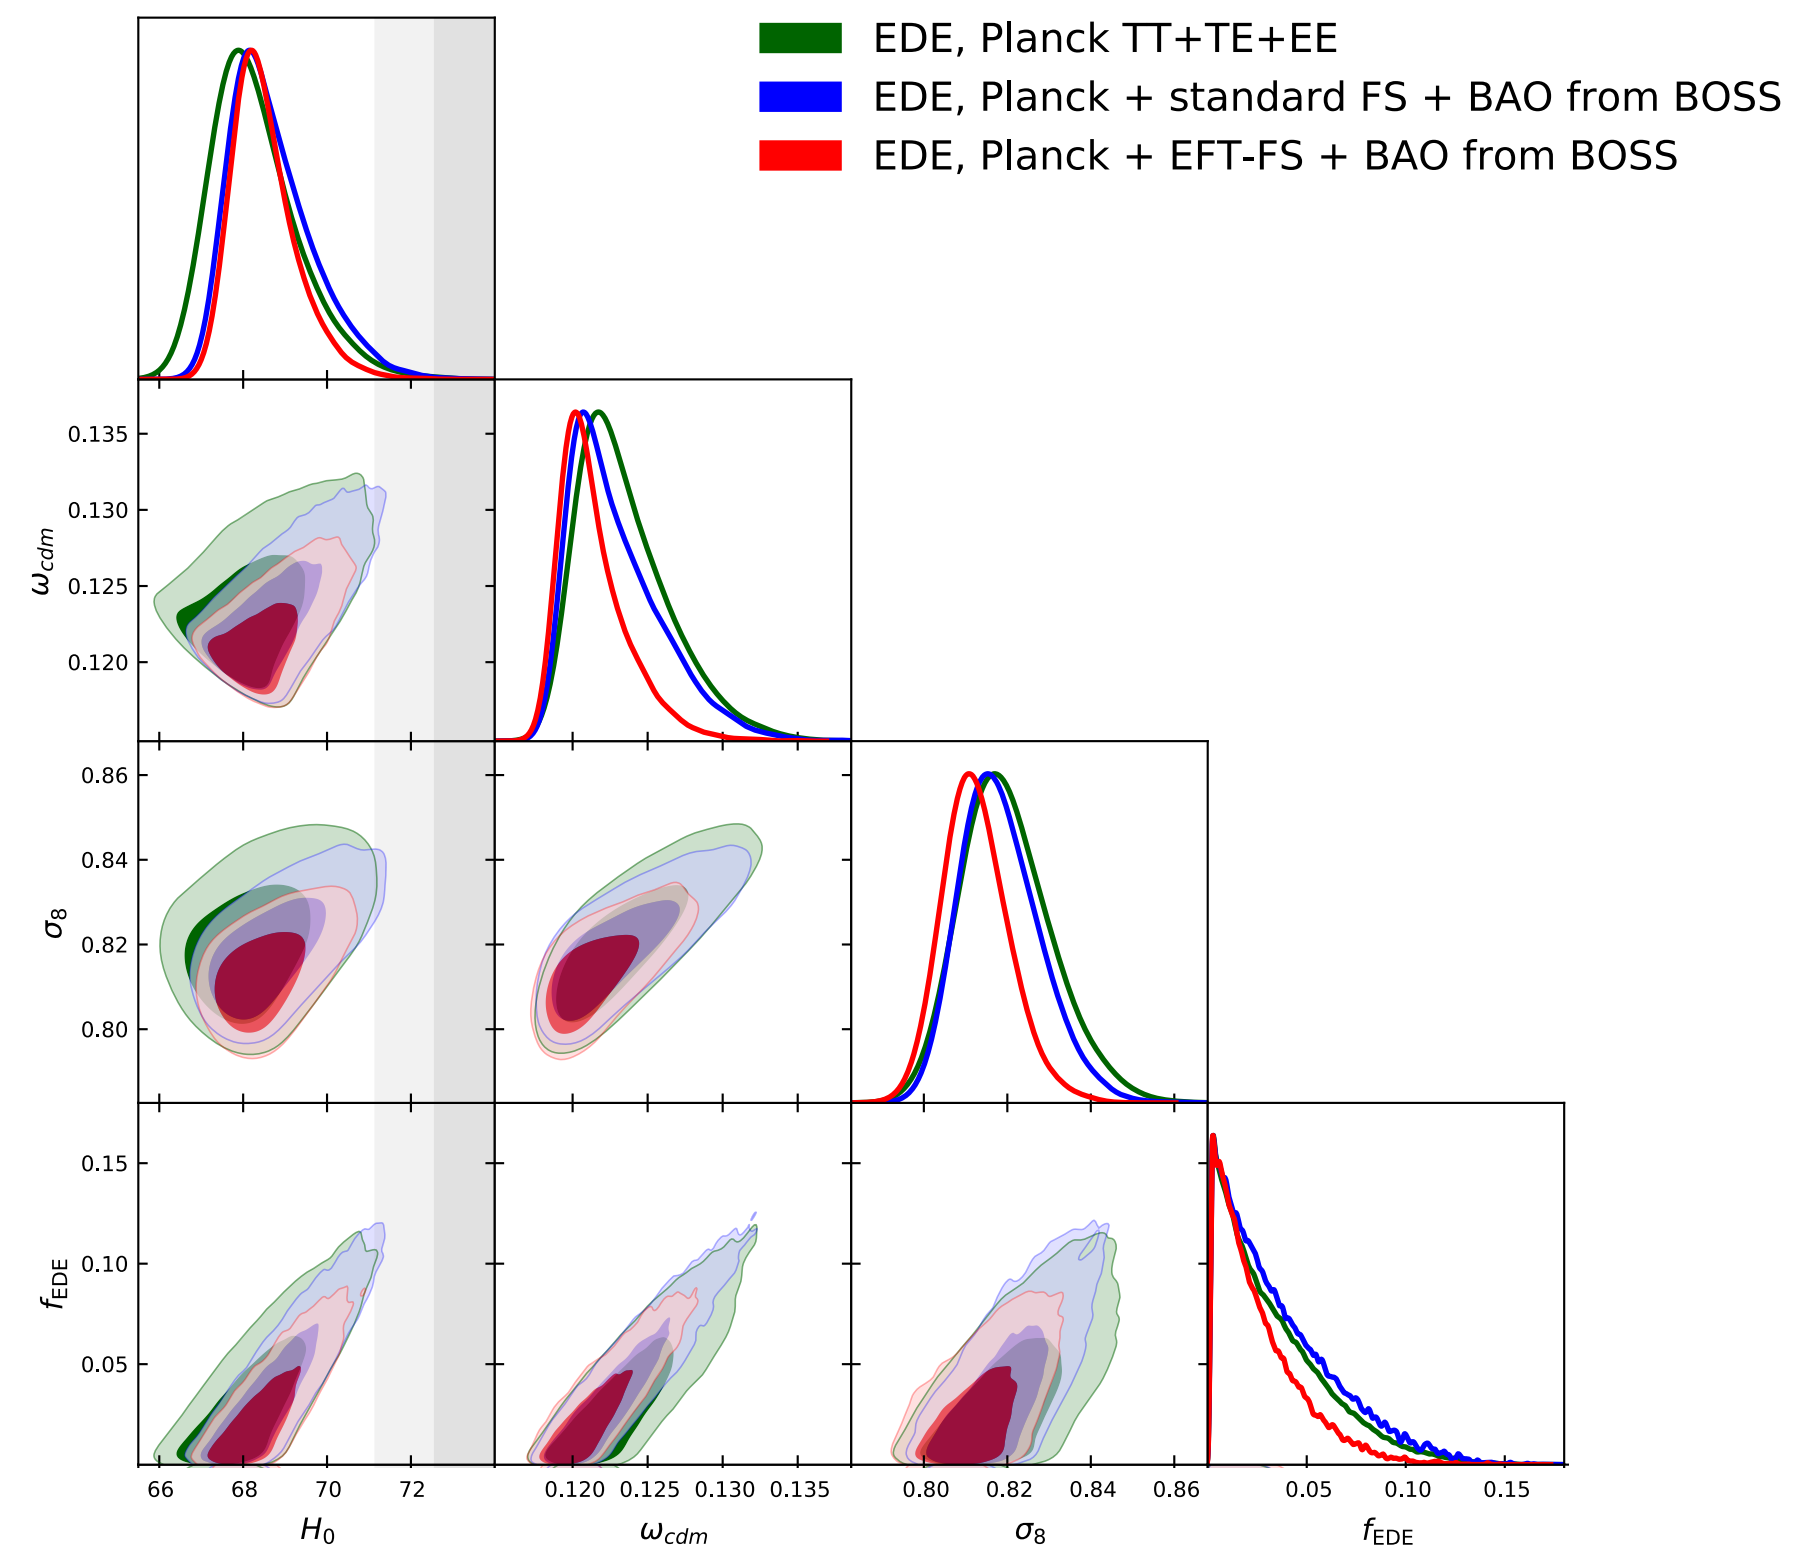 EDE, Planck TT+TE+EE
EDE, Planck + standard FS + BAO from BOSS
EDE, Planck + EFT-FS + BAO from BOSS
0.135
0.130
0.125
0.120
ω_cdm
0.86
0.84
0.82
0.80
σ_8
0.15
0.10
0.05
f_EDE
66 68 70 72
0.120 0.125 0.130 0.135
0.80 0.82 0.84 0.86
0.05 0.10 0.15
H_0
ω_cdm
σ_8
f_EDE